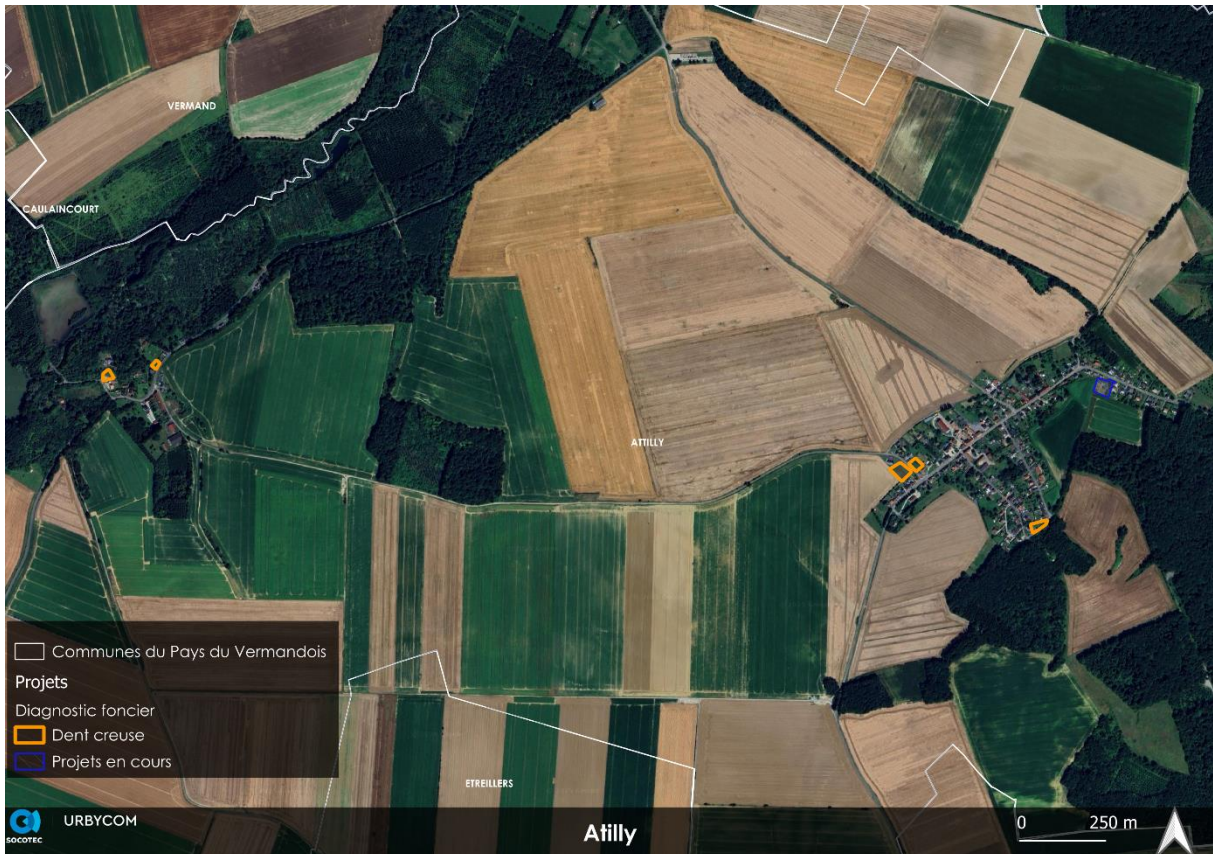 VERMAND
CAULAINCOURT
ATTILLY
Communes du Pays du Vermandois
Projets
Diagnostic foncier
Dent creuse
Projets en cours
ETREILLERS
SOCOTEC
URBYCOM
Atilly
0 250 m